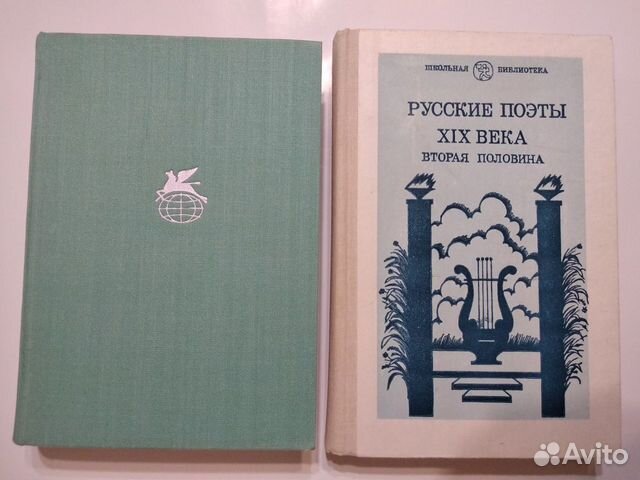 ШКОЛЬНАЯ БИБЛИОТЕКА
РУССКИЕ ПОЭТЫ
XIX ВЕКА
ВТОРАЯ ПОЛОВИНА
Avito